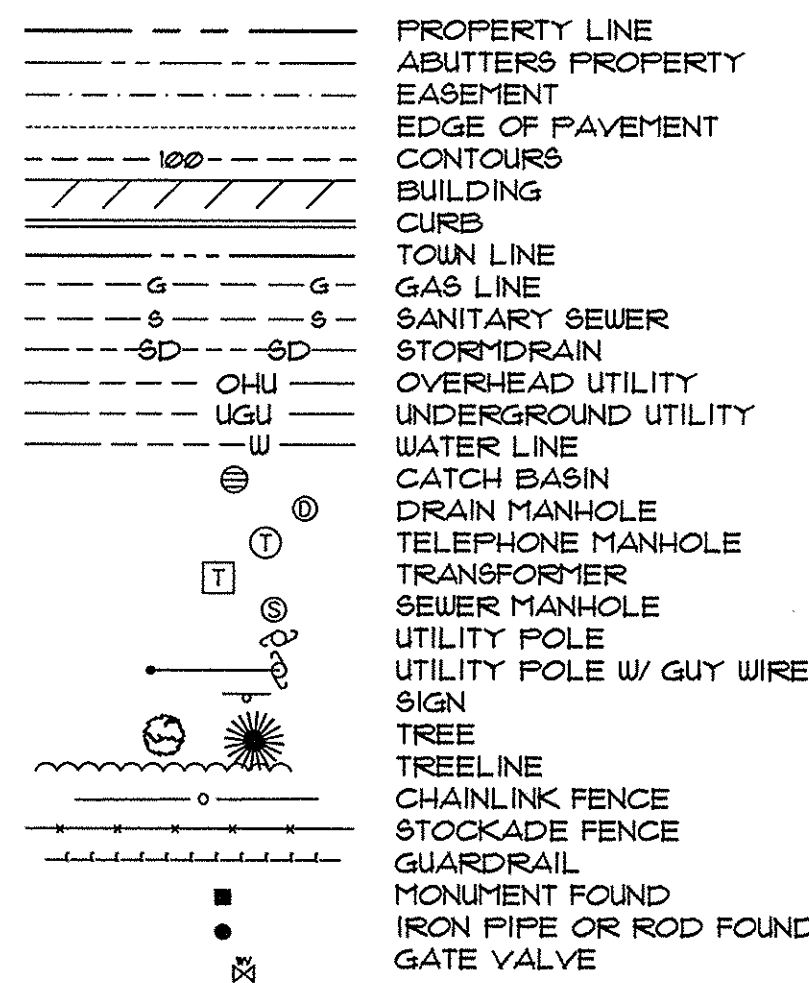 PROPERTY LINE
ABUTTERS PROPERTY
EASEMENT
EDGE OF PAVEMENT
100 CONTOURS
BUILDING
CURB
TOWN LINE
G G GAS LINE
S S SANITARY SEWER
SD SD STORMDRAIN
OHU OVERHEAD UTILITY
UGU UNDERGROUND UTILITY
W WATER LINE
CATCH BASIN
D DRAIN MANHOLE
T TELEPHONE MANHOLE
T TRANSFORMER
S SEWER MANHOLE
UTILITY POLE
UTILITY POLE W/ GUY WIRE
SIGN
TREE
TREELINE
CHAINLINK FENCE
STOCKADE FENCE
GUARDRAIL
MONUMENT FOUND
IRON PIPE OR ROD FOUND
WV GATE VALVE